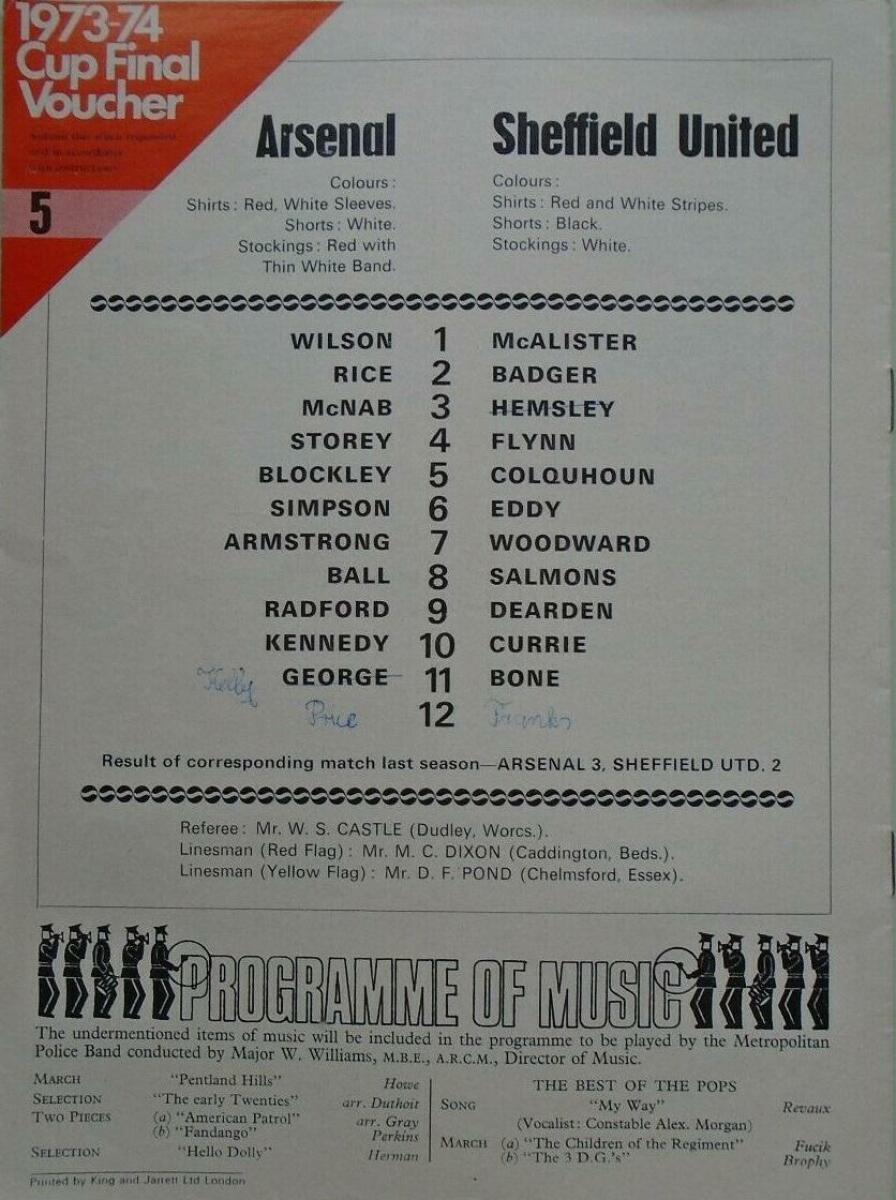 1973-74
Cup Final
Voucher
5
Arsenal
Colours:
Shirts: Red, White Sleeves.
Shorts: White.
Stockings: Red with
Thin White Band.
Sheffield United
Colours:
Shirts: Red and White Stripes.
Shorts: Black.
Stockings: White.
WILSON 1 McALISTER
RICE 2 BADGER
McNAB 3 HEMSLEY
STOREY 4 FLYNN
BLOCKLEY 5 COLQUHOUN
SIMPSON 6 EDDY
ARMSTRONG 7 WOODWARD
BALL 8 SALMONS
RADFORD 9 DEARDEN
KENNEDY 10 CURRIE
Kelly GEORGE 11 BONE
Price 12 Franks
Result of corresponding match last season—ARSENAL 3, SHEFFIELD UTD. 2
Referee: Mr. W. S. CASTLE (Dudley, Worcs.).
Linesman (Red Flag): Mr. M. C. DIXON (Caddington, Beds.).
Linesman (Yellow Flag): Mr. D. F. POND (Chelmsford, Essex).
PROGRAMME OF MUSIC
The undermentioned items of music will be included in the programme to be played by the Metropolitan
Police Band conducted by Major W. Williams, M.B.E., A.R.C.M., Director of Music.
MARCH "Pentland Hills" Howe
SELECTION "The early Twenties" arr. Duthoit
TWO PIECES (a) "American Patrol" arr. Gray
(b) "Fandango" Perkins
SELECTION "Hello Dolly" Herman
THE BEST OF THE POPS
SONG "My Way" Revaux
(Vocalist: Constable Alex. Morgan)
MARCH (a) "The Children of the Regiment" Fucik
(b) "The 3 D.G.'s" Brophy
Printed by King and Jarrett Ltd London